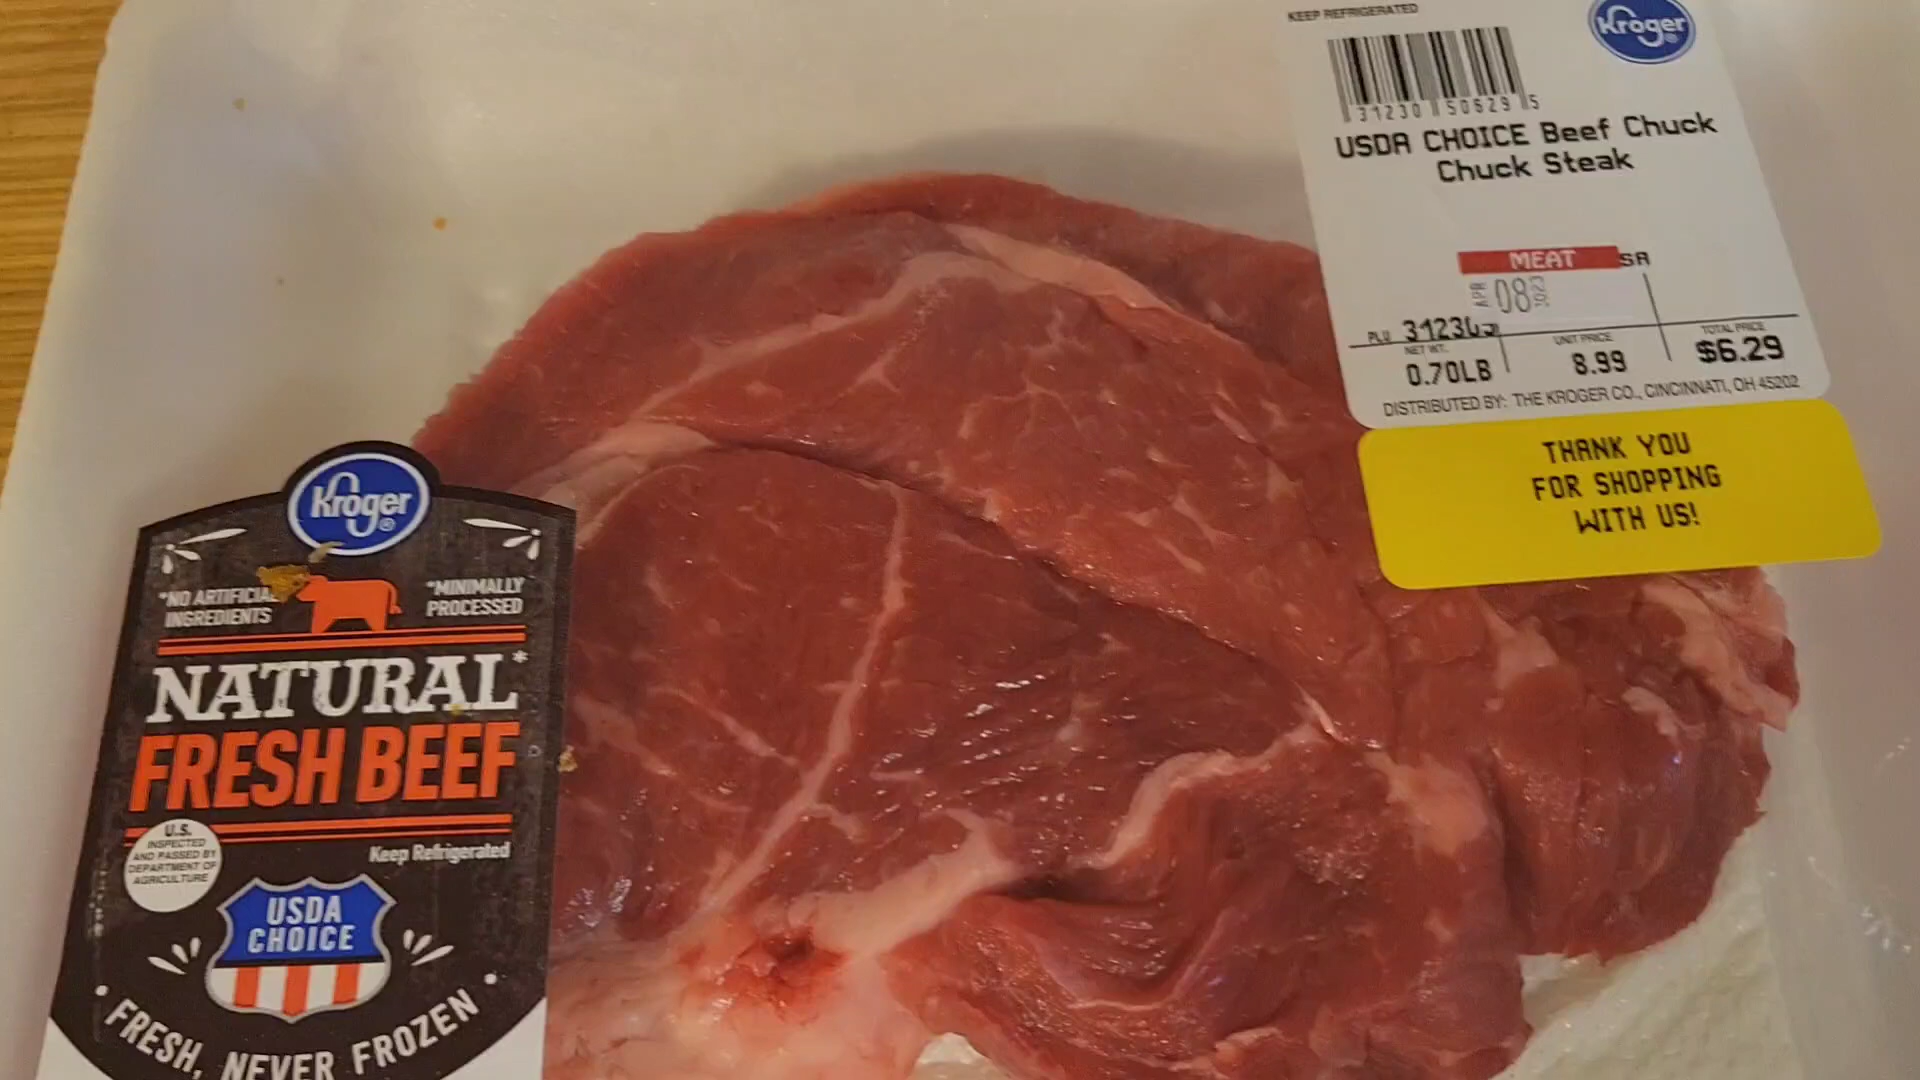 KEEP REFRIGERATED
Kroger
31230 50629 5
USDA CHOICE Beef Chuck
Chuck Steak
MEAT SA
APR 08
PLU
NET WT.
0.70LB
UNIT PRICE
8.99
TOTAL PRICE
$6.29
DISTRIBUTED BY: THE KROGER CO., CINCINNATI, OH 45202
THANK YOU
FOR SHOPPING
WITH US!
Kroger
*NO ARTIFICIAL
INGREDIENTS
*MINIMALLY
PROCESSED
NATURAL*
FRESH BEEF
U.S.
INSPECTED
AND PASSED BY
DEPARTMENT OF
AGRICULTURE
Keep Refrigerated
USDA
CHOICE
• FRESH, NEVER FROZEN •